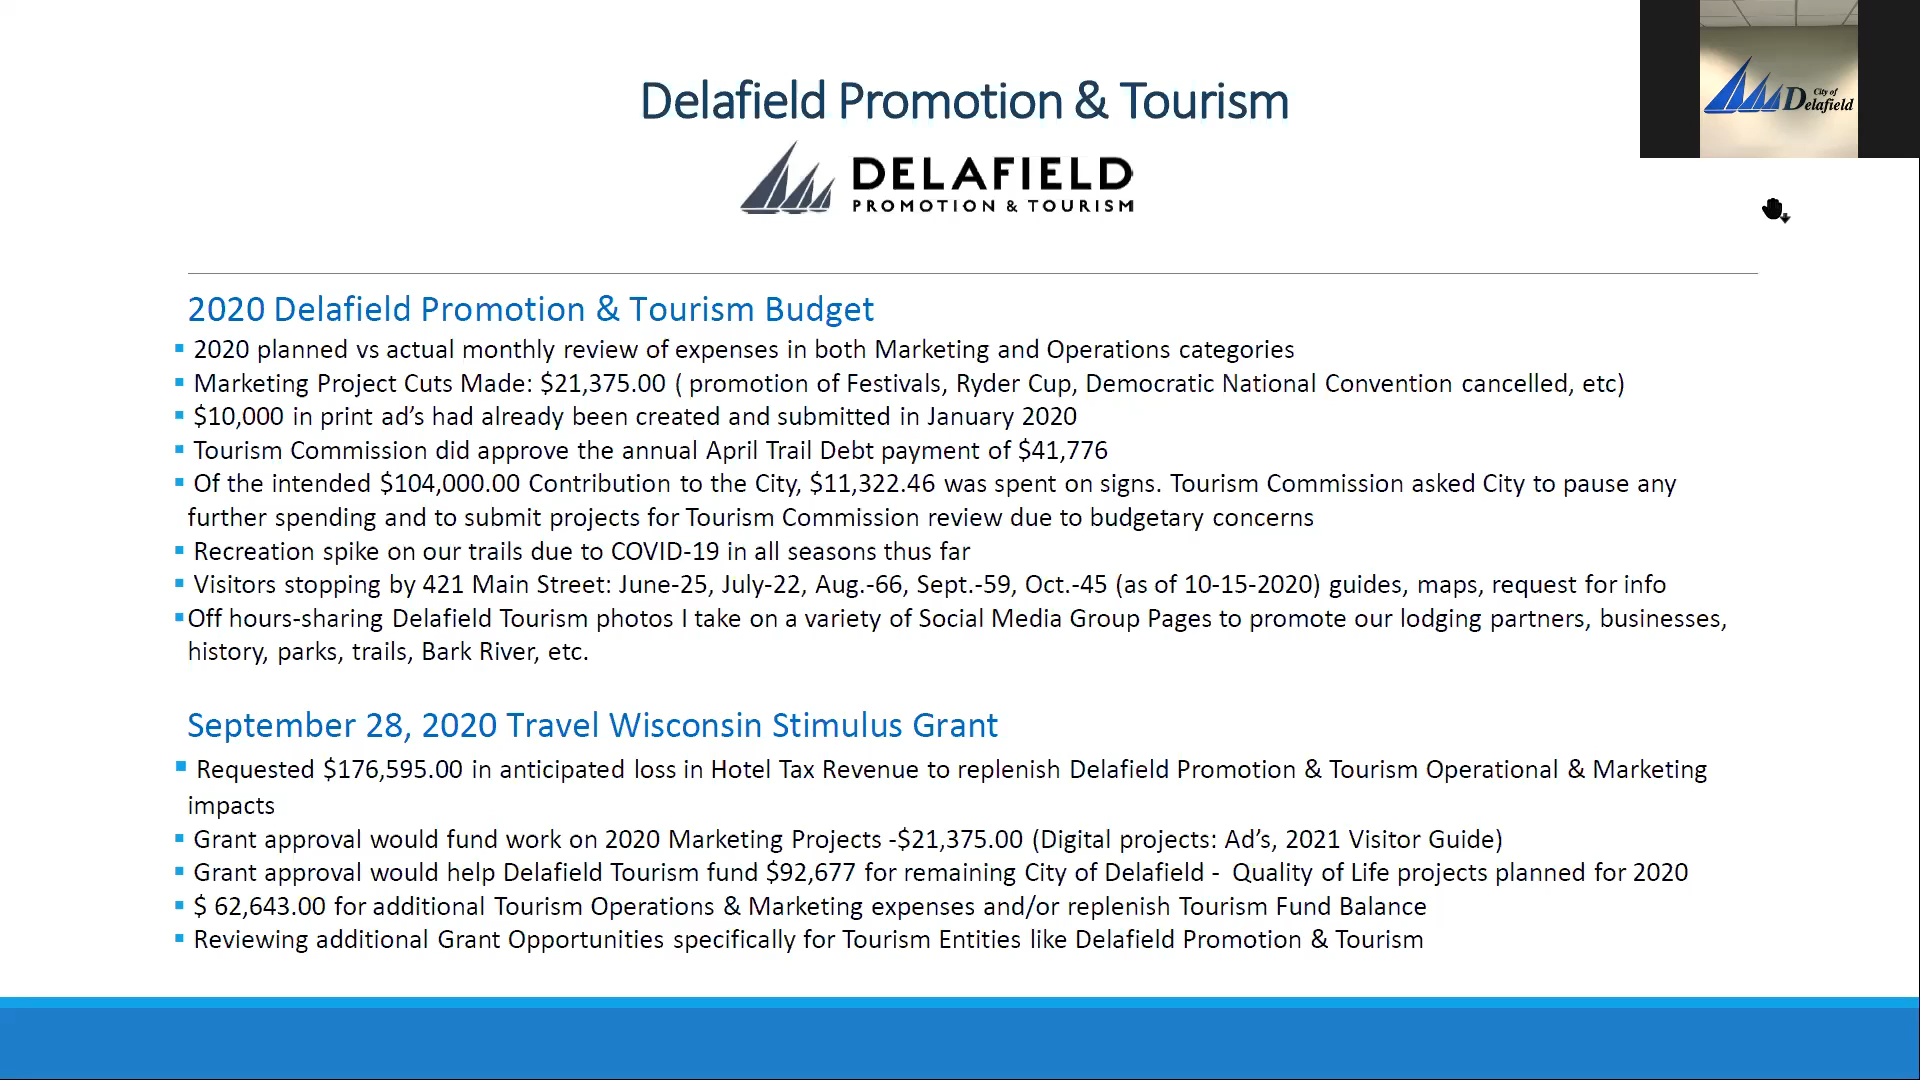 Delafield Promotion & Tourism
City of
Delafield
DELAFIELD
PROMOTION & TOURISM
2020 Delafield Promotion & Tourism Budget
▪ 2020 planned vs actual monthly review of expenses in both Marketing and Operations categories
▪ Marketing Project Cuts Made: $21,375.00 ( promotion of Festivals, Ryder Cup, Democratic National Convention cancelled, etc)
▪ $10,000 in print ad’s had already been created and submitted in January 2020
▪ Tourism Commission did approve the annual April Trail Debt payment of $41,776
▪ Of the intended $104,000.00 Contribution to the City, $11,322.46 was spent on signs. Tourism Commission asked City to pause any
further spending and to submit projects for Tourism Commission review due to budgetary concerns
▪ Recreation spike on our trails due to COVID-19 in all seasons thus far
▪ Visitors stopping by 421 Main Street: June-25, July-22, Aug.-66, Sept.-59, Oct.-45 (as of 10-15-2020) guides, maps, request for info
▪Off hours-sharing Delafield Tourism photos I take on a variety of Social Media Group Pages to promote our lodging partners, businesses,
history, parks, trails, Bark River, etc.
September 28, 2020 Travel Wisconsin Stimulus Grant
▪ Requested $176,595.00 in anticipated loss in Hotel Tax Revenue to replenish Delafield Promotion & Tourism Operational & Marketing
impacts
▪ Grant approval would fund work on 2020 Marketing Projects -$21,375.00 (Digital projects: Ad’s, 2021 Visitor Guide)
▪ Grant approval would help Delafield Tourism fund $92,677 for remaining City of Delafield -  Quality of Life projects planned for 2020
▪ $ 62,643.00 for additional Tourism Operations & Marketing expenses and/or replenish Tourism Fund Balance
▪ Reviewing additional Grant Opportunities specifically for Tourism Entities like Delafield Promotion & Tourism